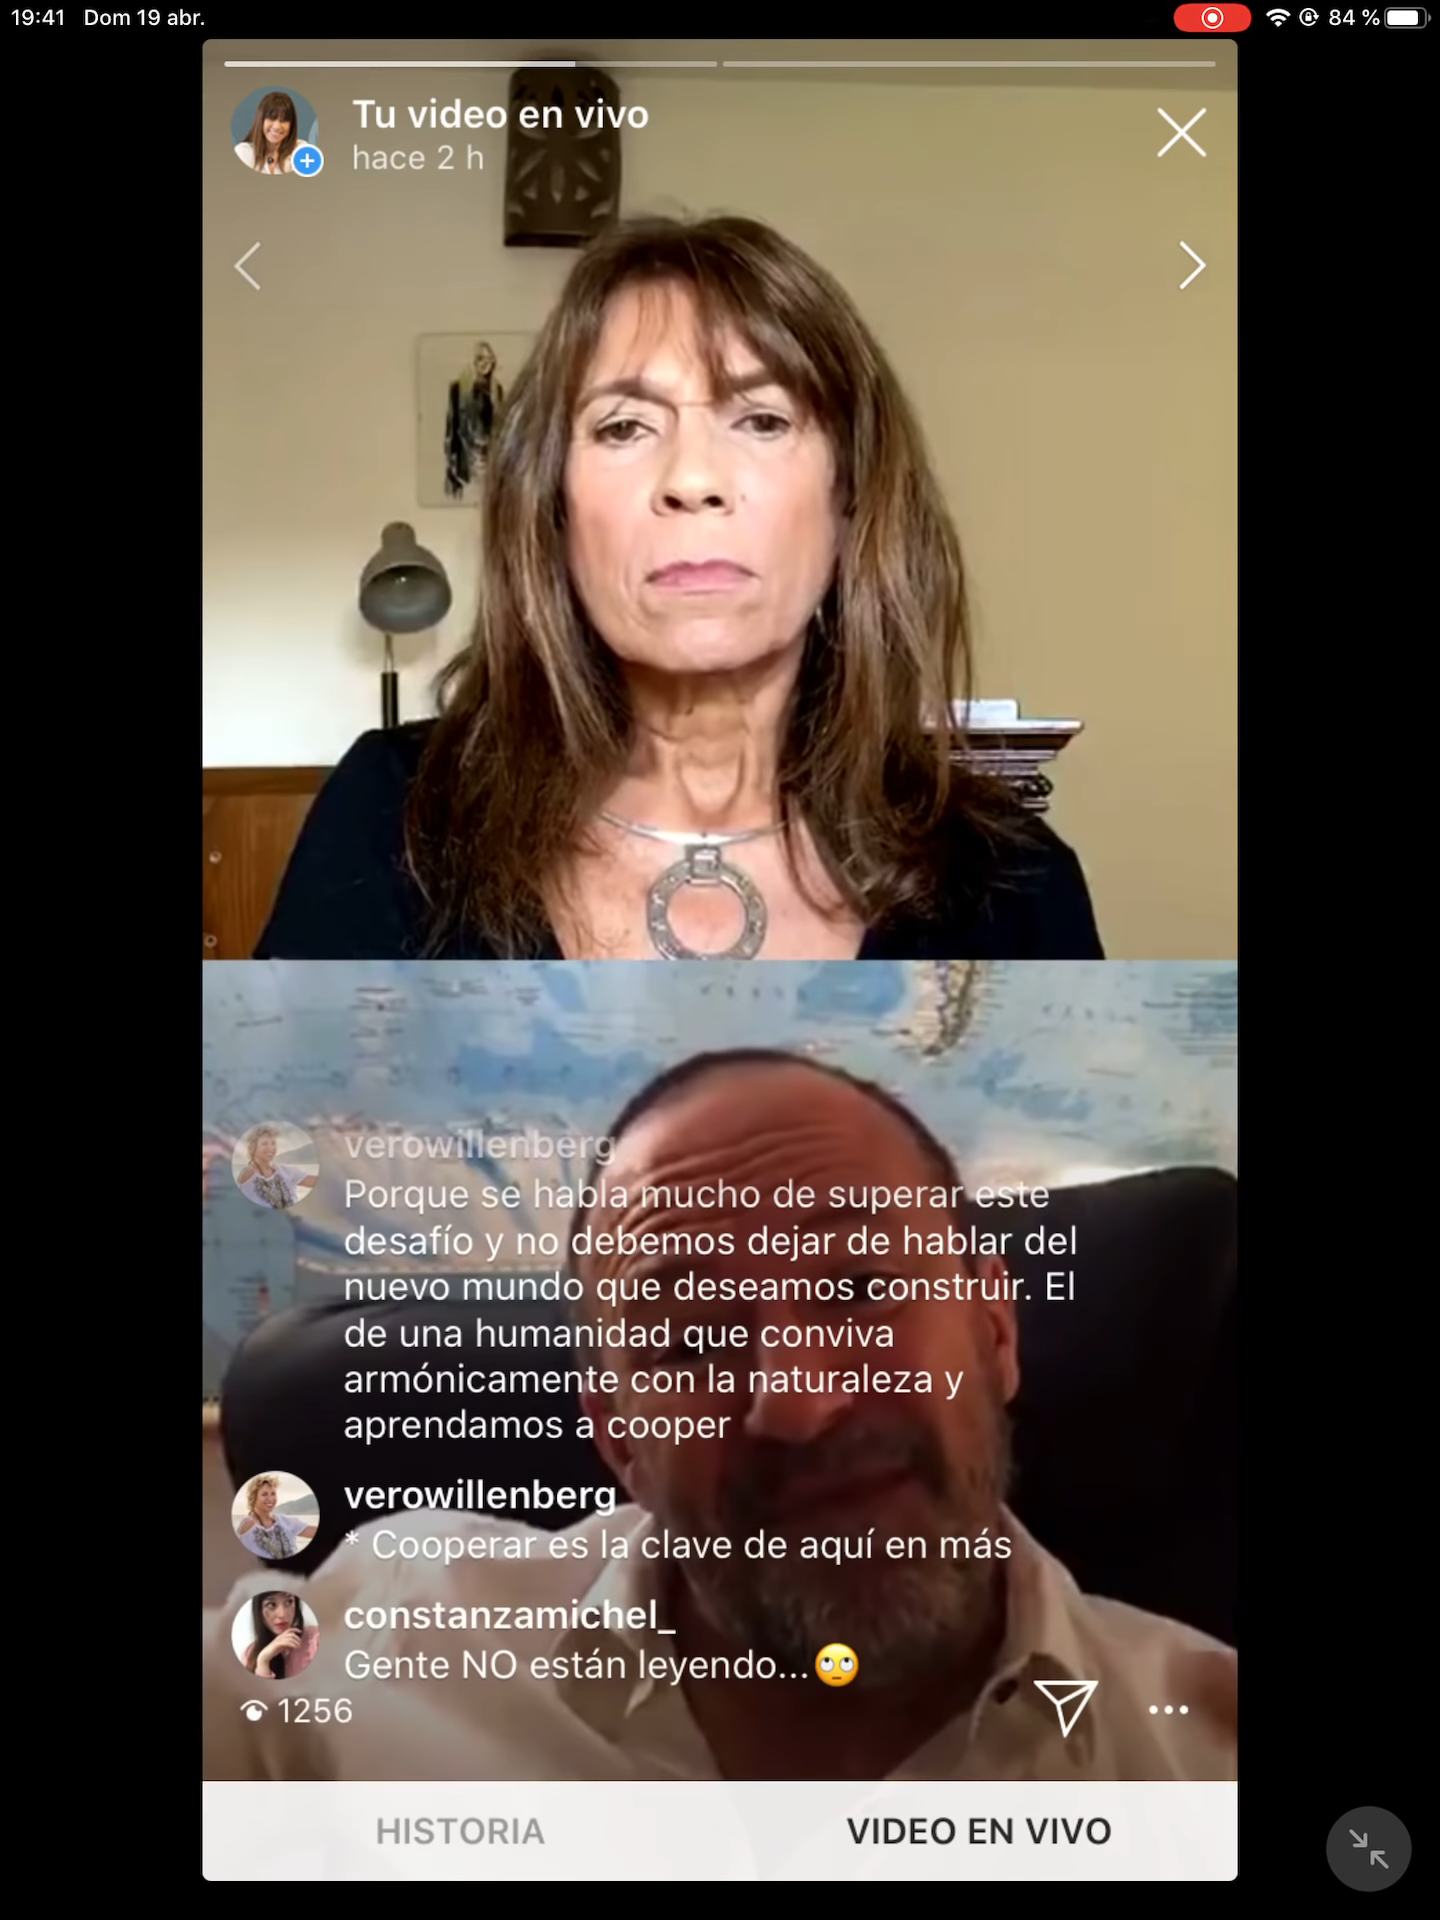 19:41 Dom 19 abr.
84 %
Tu video en vivo
hace 2 h
verowillenberg
Porque se habla mucho de superar este
desafío y no debemos dejar de hablar del
nuevo mundo que deseamos construir. El
de una humanidad que conviva
armónicamente con la naturaleza y
aprendamos a cooper
verowillenberg
* Cooperar es la clave de aquí en más
constanzamichel_
Gente NO están leyendo...🙄
1256
HISTORIA
VIDEO EN VIVO